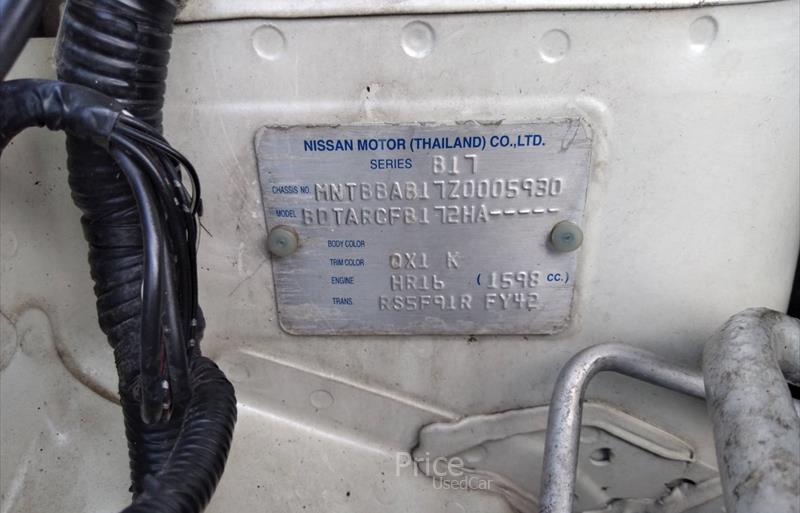 NISSAN MOTOR (THAILAND) CO.,LTD.
SERIES B17
CHASSIS NO. MNTBBAB17Z0005930
MODEL BDTARCFB172HA-----
BODY COLOR
TRIM COLOR QX1 K
ENGINE HR16 (1598 CC.)
TRANS. RS5F91R FY42
Price
UsedCar